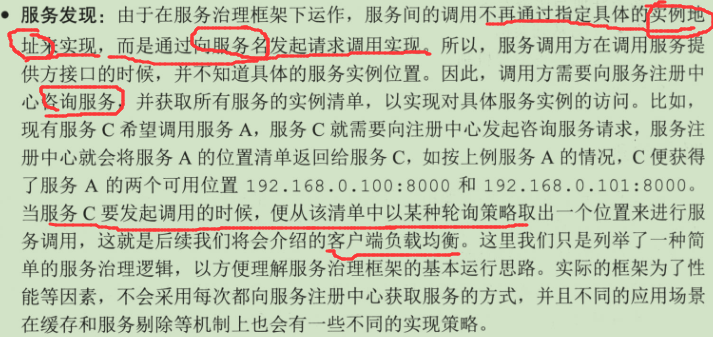 • 服务发现：由于在服务治理框架下运作，服务间的调用不再通过指定具体的实例地
址来实现，而是通过向服务名发起请求调用实现。所以，服务调用方在调用服务提
供方接口的时候，并不知道具体的服务实例位置。因此，调用方需要向服务注册中
心咨询服务，并获取所有服务的实例清单，以实现对具体服务实例的访问。比如，
现有服务 C 希望调用服务 A，服务 C 就需要向注册中心发起咨询服务请求，服务注
册中心就会将服务 A 的位置清单返回给服务 C，如按上例服务 A 的情况，C 便获得
了服务 A 的两个可用位置 192.168.0.100:8000 和 192.168.0.101:8000。
当服务 C 要发起调用的时候，便从该清单中以某种轮询策略取出一个位置来进行服
务调用，这就是后续我们将会介绍的客户端负载均衡。这里我们只是列举了一种简
单的服务治理逻辑，以方便理解服务治理框架的基本运行思路。实际的框架为了性
能等因素，不会采用每次都向服务注册中心获取服务的方式，并且不同的应用场景
在缓存和服务剔除等机制上也会有一些不同的实现策略。